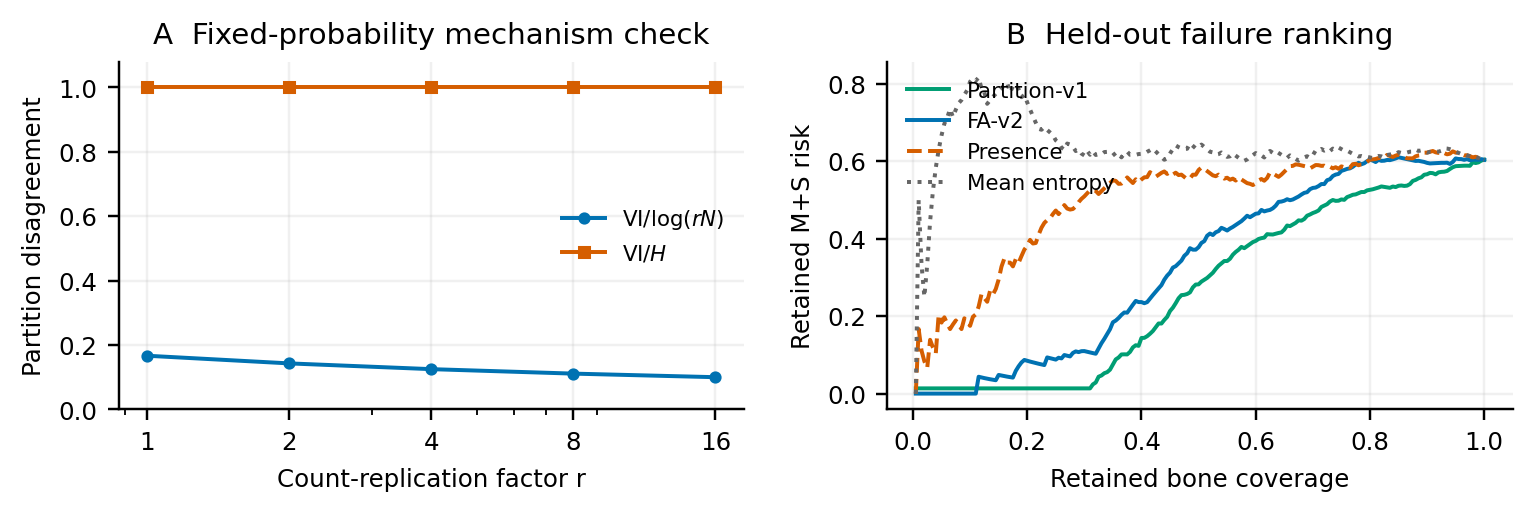 A  Fixed-probability mechanism check
Partition disagreement
1.0
0.8
0.6
0.4
0.2
0.0
VI/log(rN)
VI/H
1 2 4 8 16
Count-replication factor r
B  Held-out failure ranking
Retained M+S risk
0.8
0.6
0.4
0.2
0.0
Partition-v1
FA-v2
Presence
Mean entropy
0.0 0.2 0.4 0.6 0.8 1.0
Retained bone coverage